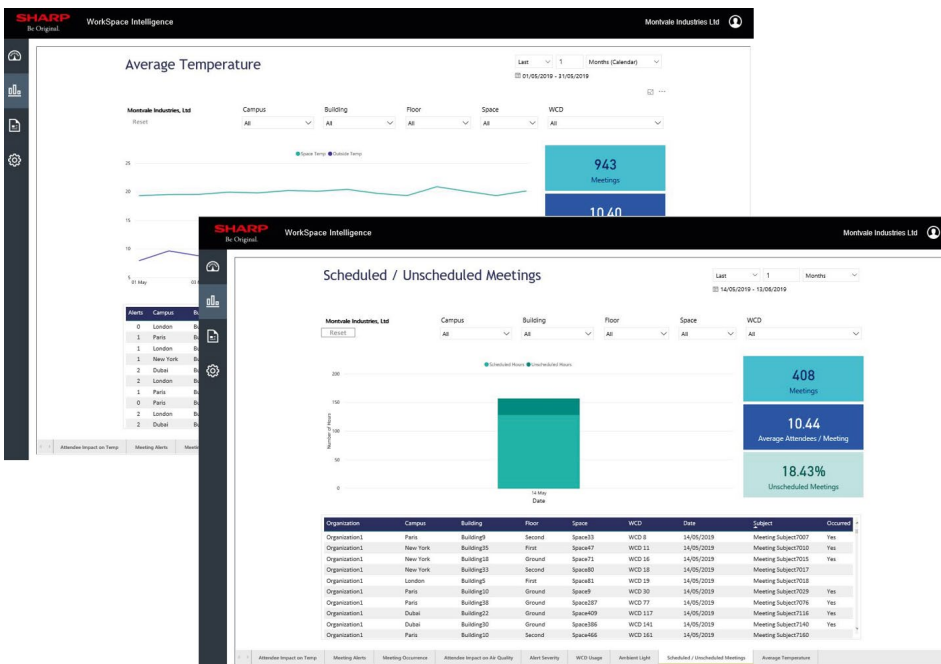 SHARP
Be Original.
WorkSpace Intelligence
Montvale Industries Ltd
Average Temperature
Last 1 Months (Calendar)
01/05/2019 - 31/05/2019
Montvale Industries, Ltd
Reset
Campus Building Floor Space WCD
All All All All All
Space Temp Outside Temp
25
20
15
10
5
01 May
943
Meetings
10.40
Alerts Campus
0 London
1 Paris
1 London
1 New York
2 Dubai
2 London
1 Paris
0 Paris
2 London
2 Dubai
Attendee Impact on Temp Meeting Alerts
SHARP
Be Original.
WorkSpace Intelligence
Montvale Industries Ltd
Scheduled / Unscheduled Meetings
Last 1 Months
14/05/2019 - 13/06/2019
Montvale Industries, Ltd
Reset
Campus Building Floor Space WCD
All All All All All
Scheduled Hours Unscheduled Hours
Number of Hours
200
150
100
50
0
14 May
Date
408
Meetings
10.44
Average Attendees / Meeting
18.43%
Unscheduled Meetings
Organization Campus Building Floor Space WCD Date Subject Occurred
Organization1 Paris Building9 Second Space33 WCD 8 14/05/2019 Meeting Subject7007 Yes
Organization1 New York Building35 First Space47 WCD 11 14/05/2019 Meeting Subject7010 Yes
Organization1 New York Building18 Ground Space71 WCD 16 14/05/2019 Meeting Subject7015 Yes
Organization1 New York Building33 Second Space80 WCD 18 14/05/2019 Meeting Subject7017
Organization1 London Building5 First Space81 WCD 19 14/05/2019 Meeting Subject7018
Organization1 Paris Building10 Ground Space9 WCD 30 14/05/2019 Meeting Subject7029 Yes
Organization1 Paris Building38 Ground Space287 WCD 77 14/05/2019 Meeting Subject7076 Yes
Organization1 Dubai Building22 Ground Space409 WCD 117 14/05/2019 Meeting Subject7116 Yes
Organization1 Dubai Building30 Ground Space386 WCD 141 14/05/2019 Meeting Subject7140 Yes
Organization1 Paris Building10 Second Space466 WCD 161 14/05/2019 Meeting Subject7160
Attendee Impact on Temp Meeting Alerts Meeting Occurrence Attendee Impact on Air Quality Alert Severity WCD Usage Ambient Light Scheduled / Unscheduled Meetings Average Temperature